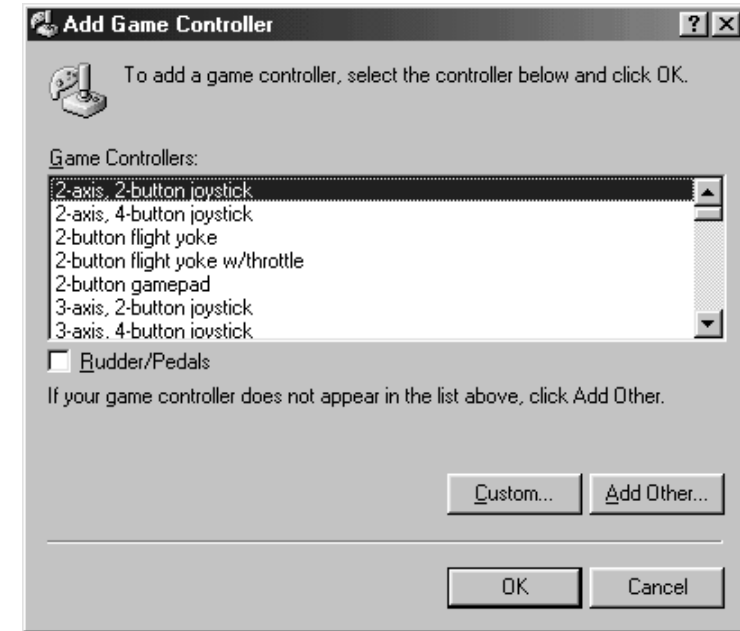 Add Game Controller
To add a game controller, select the controller below and click OK.
Game Controllers:
2-axis, 2-button joystick
2-axis, 4-button joystick
2-button flight yoke
2-button flight yoke w/throttle
2-button gamepad
3-axis, 2-button joystick
3-axis, 4-button joystick
Rudder/Pedals
If your game controller does not appear in the list above, click Add Other.
Custom... Add Other...
OK Cancel